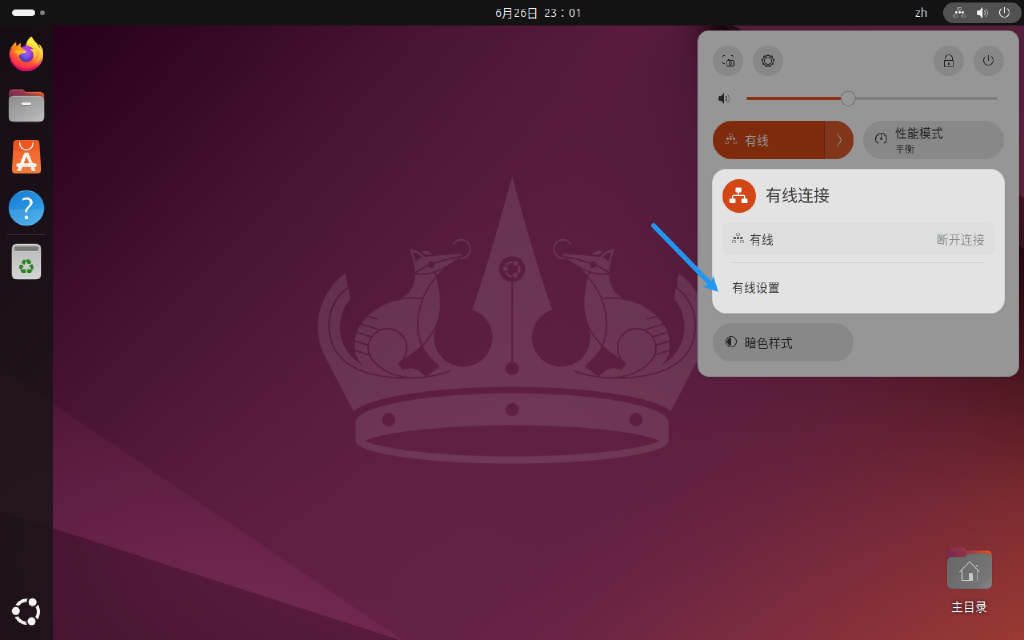 6月26日 23：01
zh
有线
性能模式
平衡
有线连接
有线
断开连接
有线设置
暗色样式
主目录